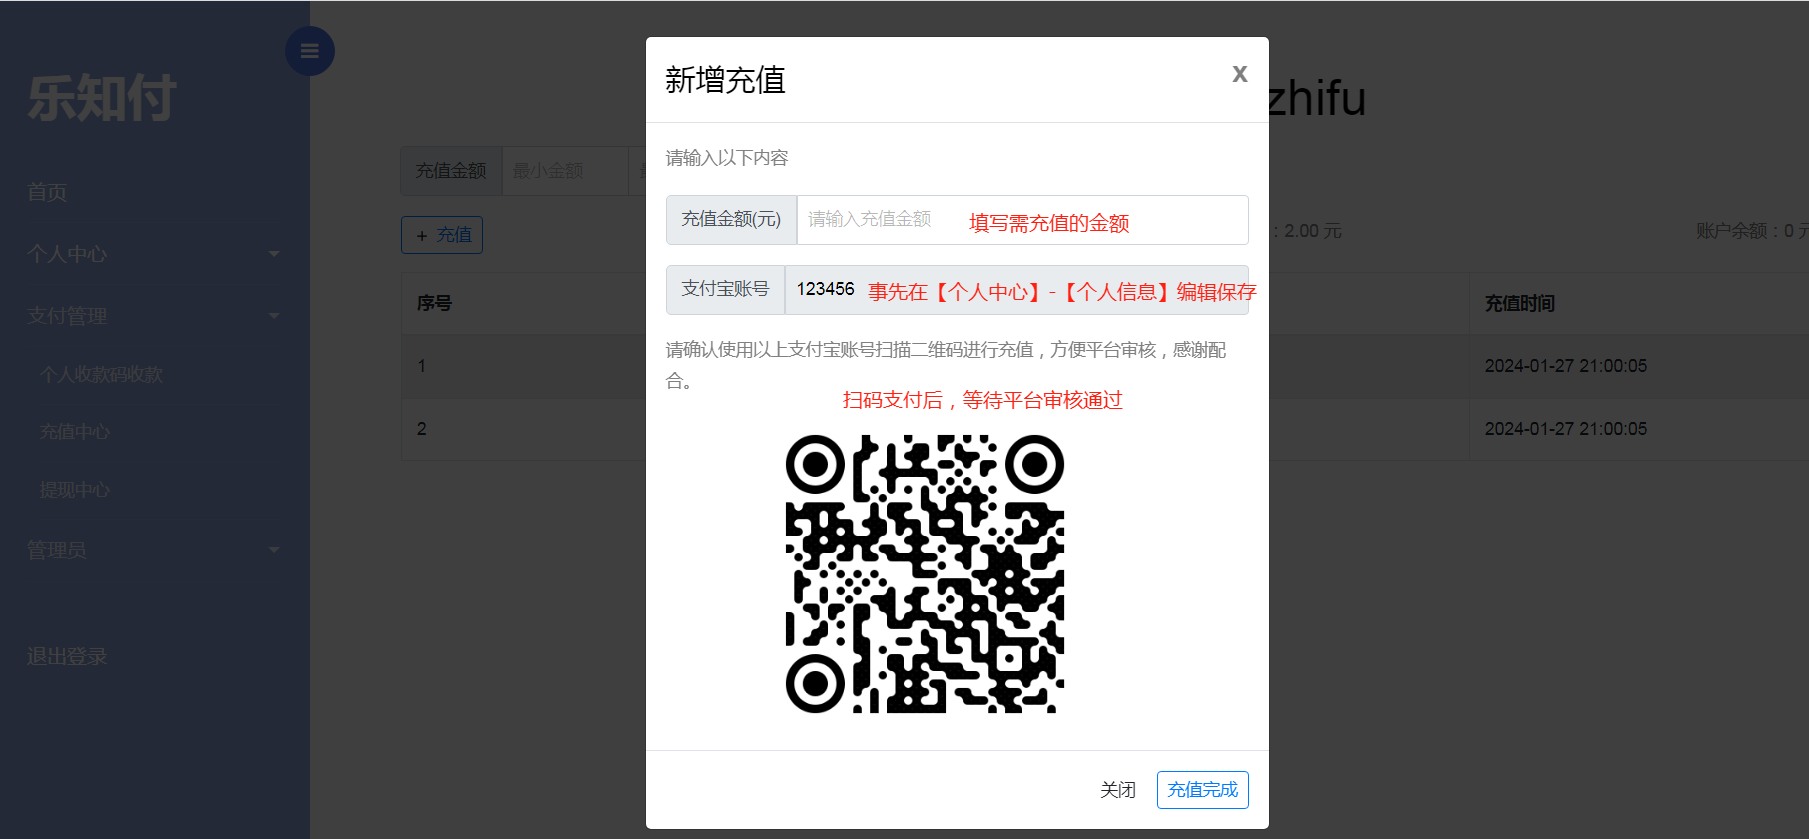 乐知付
首页
个人中心
支付管理
个人收款码收款
充值中心
提现中心
管理员
退出登录
zhifu
充值金额
最小金额
+ 充值
: 2.00 元
账户余额：0 元
序号
充值时间
1
2024-01-27 21:00:05
2
2024-01-27 21:00:05
新增充值
X
请输入以下内容
充值金额(元)
请输入充值金额
填写需充值的金额
支付宝账号
123456
事先在【个人中心】-【个人信息】编辑保存
请确认使用以上支付宝账号扫描二维码进行充值，方便平台审核，感谢配
合。
扫码支付后，等待平台审核通过
关闭
充值完成